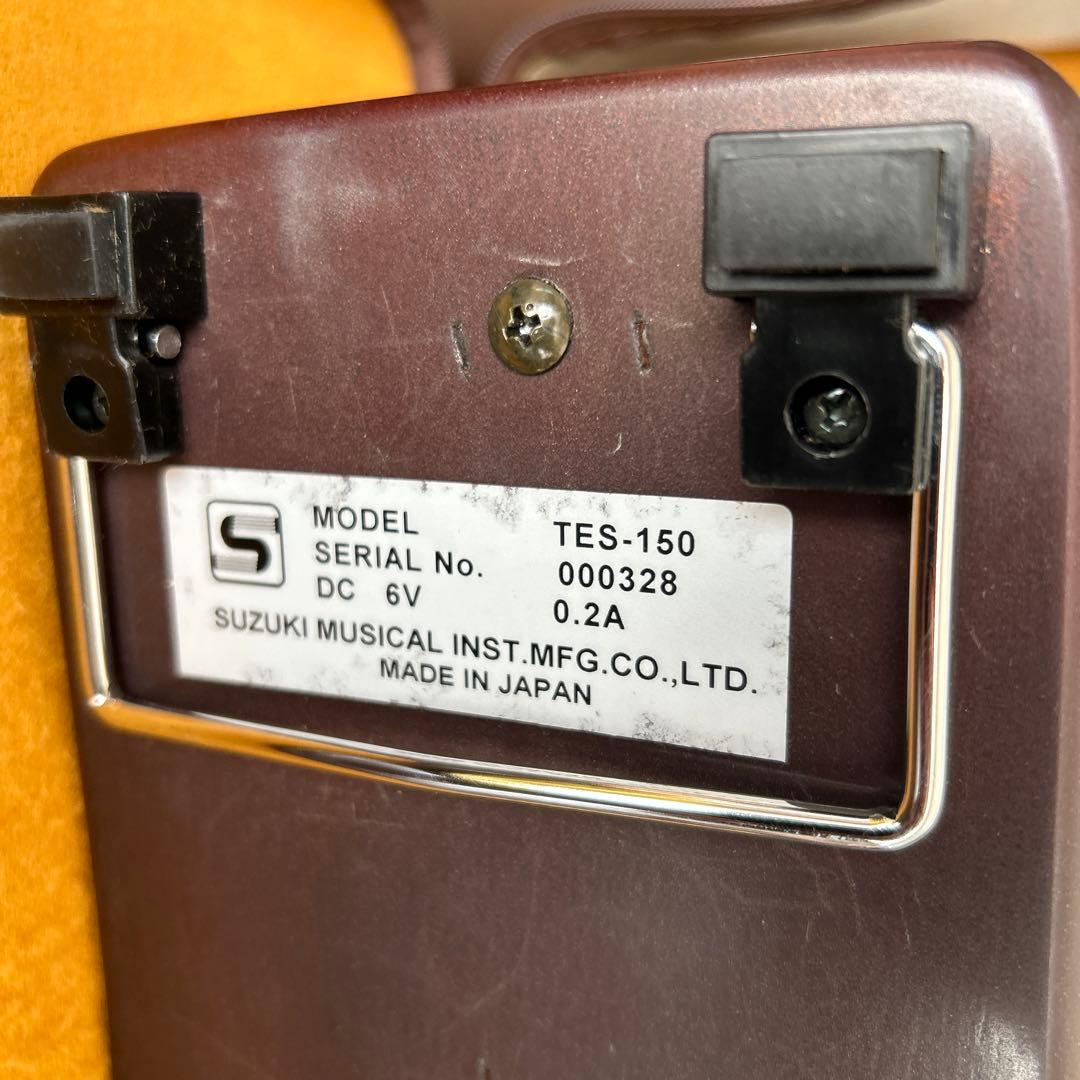 S
MODEL TES-150
SERIAL No. 000328
DC 6V 0.2A
SUZUKI MUSICAL INST.MFG.CO.,LTD.
MADE IN JAPAN